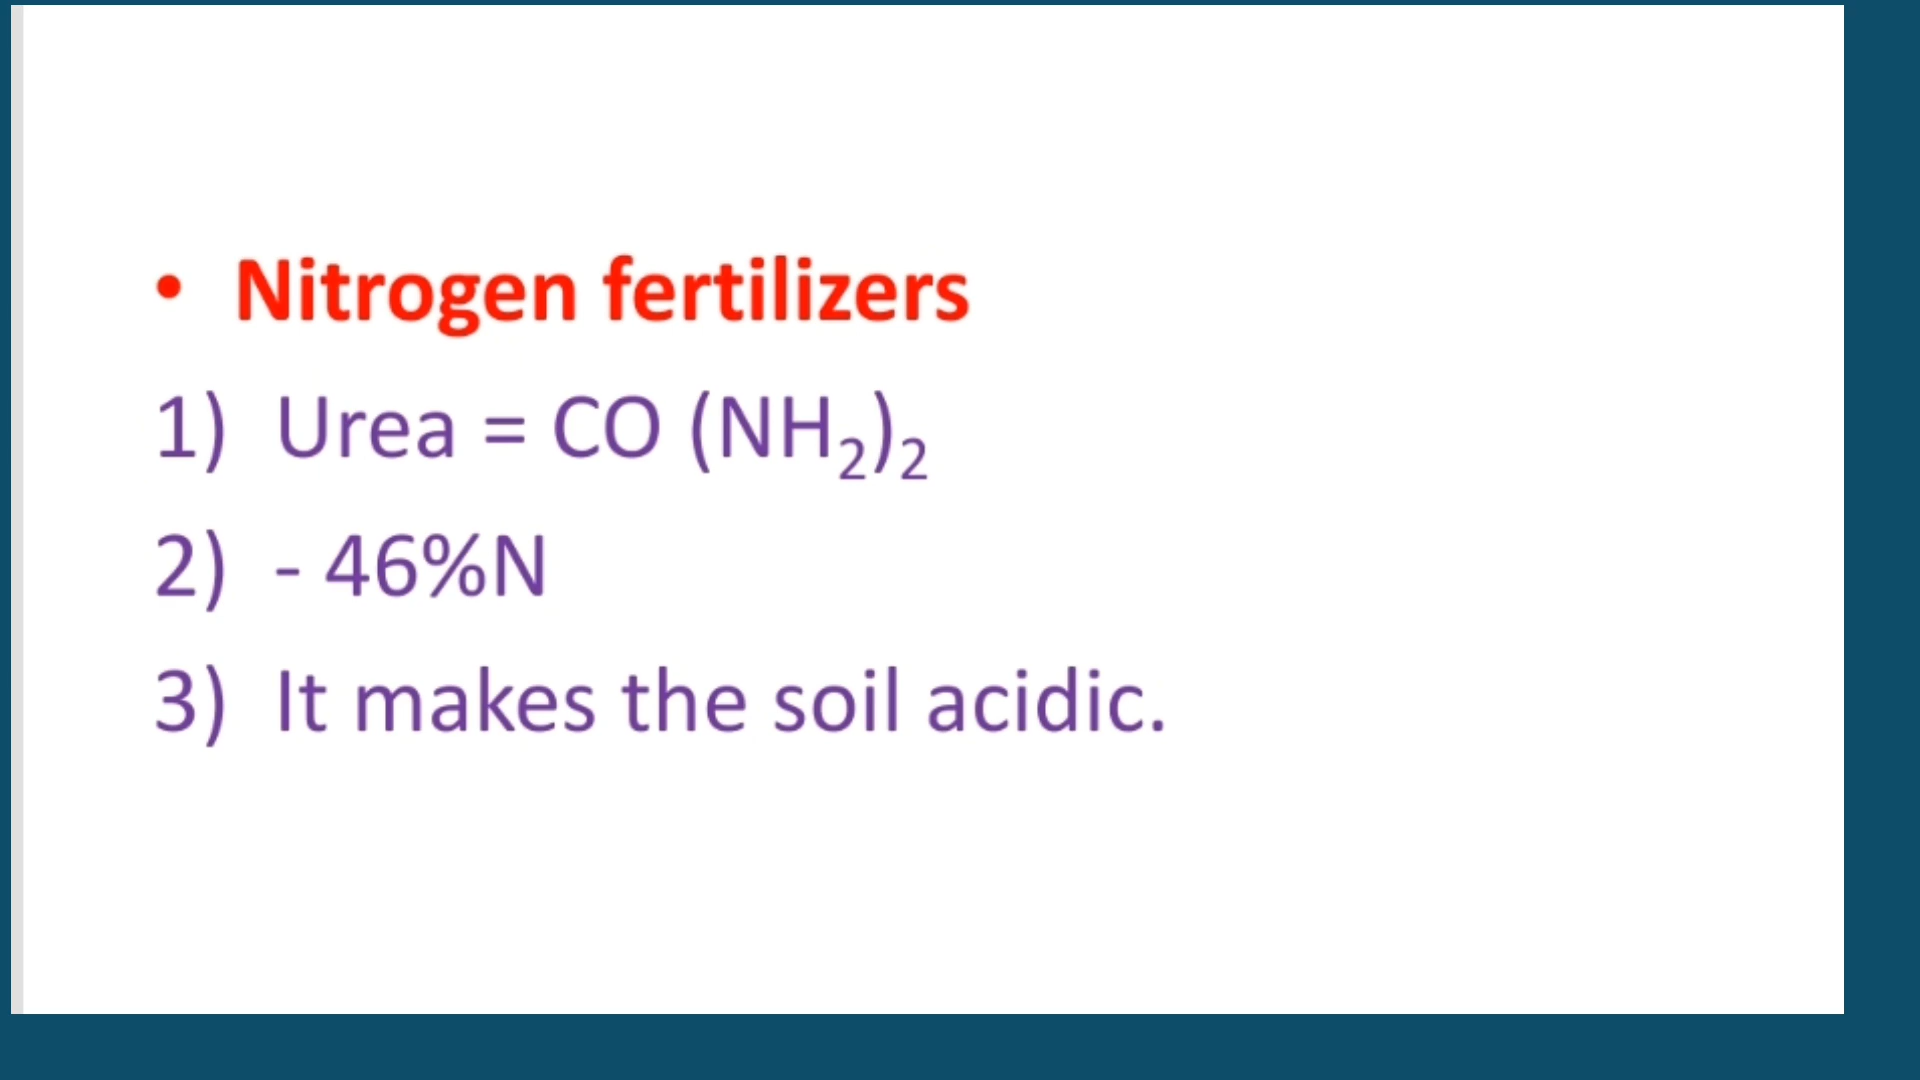 • Nitrogen fertilizers
1) Urea = CO (NH₂)₂
2) - 46%N
3) It makes the soil acidic.